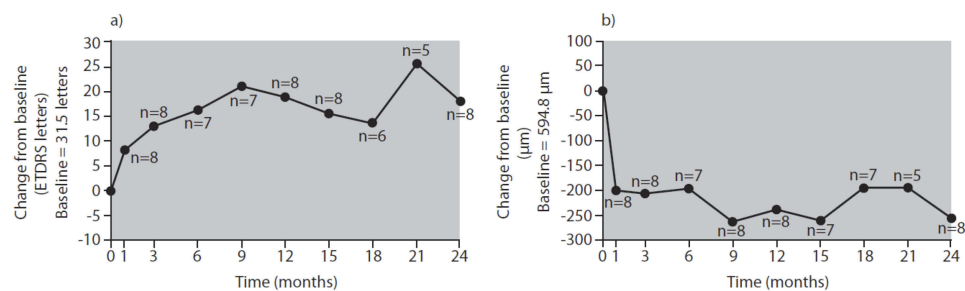 a)
Change from baseline
(ETDRS letters)
Baseline = 31.5 letters
30
25
20
15
10
5
0
-5
-10
n=8
n=8
n=7
n=7
n=8
n=8
n=6
n=5
n=8
0 1 3 6 9 12 15 18 21 24
Time (months)
b)
Change from baseline
(µm)
Baseline = 594.8 µm
100
50
0
-50
-100
-150
-200
-250
-300
n=8
n=8
n=7
n=8
n=8
n=7
n=7
n=5
n=8
0 1 3 6 9 12 15 18 21 24
Time (months)